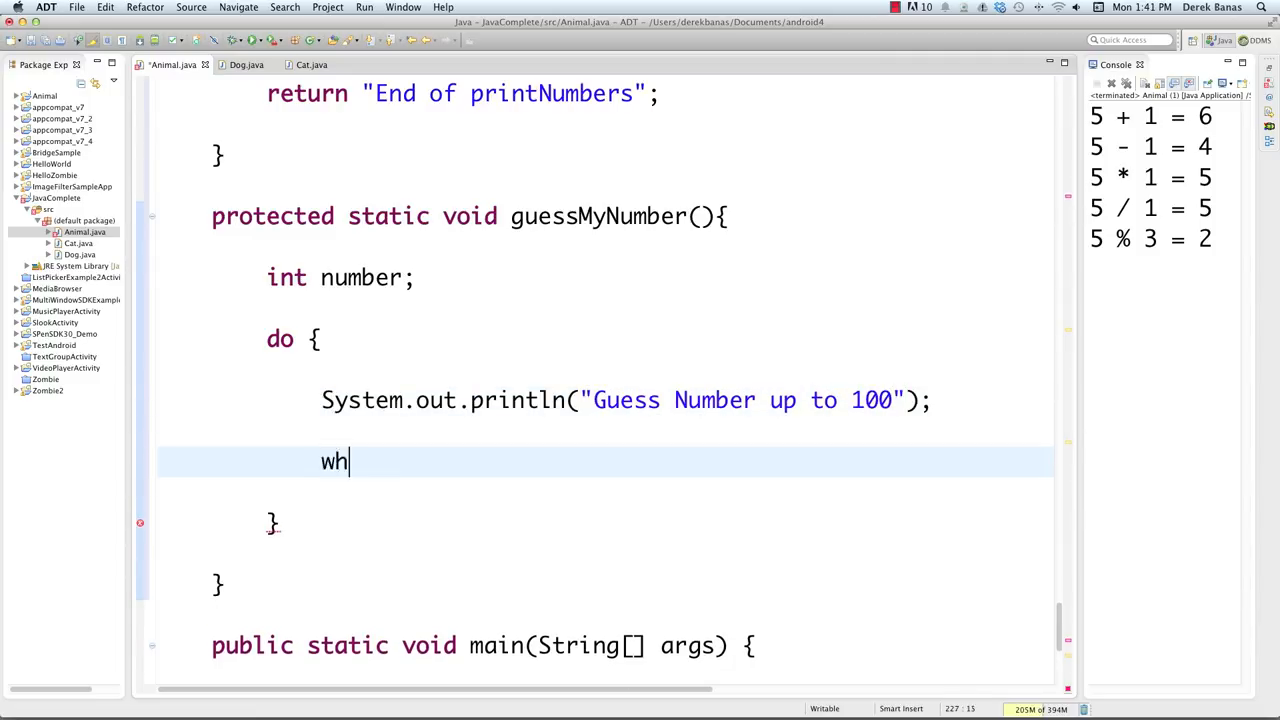 ADT File Edit Refactor Source Navigate Search Project Run Window Help 10 Mon 1:41 PM Derek Banas
Java - JavaComplete/src/Animal.java - ADT - /Users/derekbanas/Documents/android4
Quick Access Java DDMS
Package Exp
*Animal.java Dog.java Cat.java
Console
<terminated> Animal (1) [Java Application] /S
Animal
appcompat_v7
appcompat_v7_2
appcompat_v7_3
appcompat_v7_4
BridgeSample
HelloWorld
HelloZombie
ImageFilterSampleApp
JavaComplete
src
(default package)
Animal.java
Cat.java
Dog.java
JRE System Library [Ja
ListPickerExample2Activi
MediaBrowser
MultiWindowSDKExample
MusicPlayerActivity
SlookActivity
SPenSDK30_Demo
TestAndroid
TextGroupActivity
VideoPlayerActivity
Zombie
Zombie2
return "End of printNumbers";
}
protected static void guessMyNumber(){
int number;
do {
System.out.println("Guess Number up to 100");
wh
}
}
public static void main(String[] args) {
5 + 1 = 6
5 - 1 = 4
5 * 1 = 5
5 / 1 = 5
5 % 3 = 2
Writable Smart Insert 227 : 15 205M of 394M